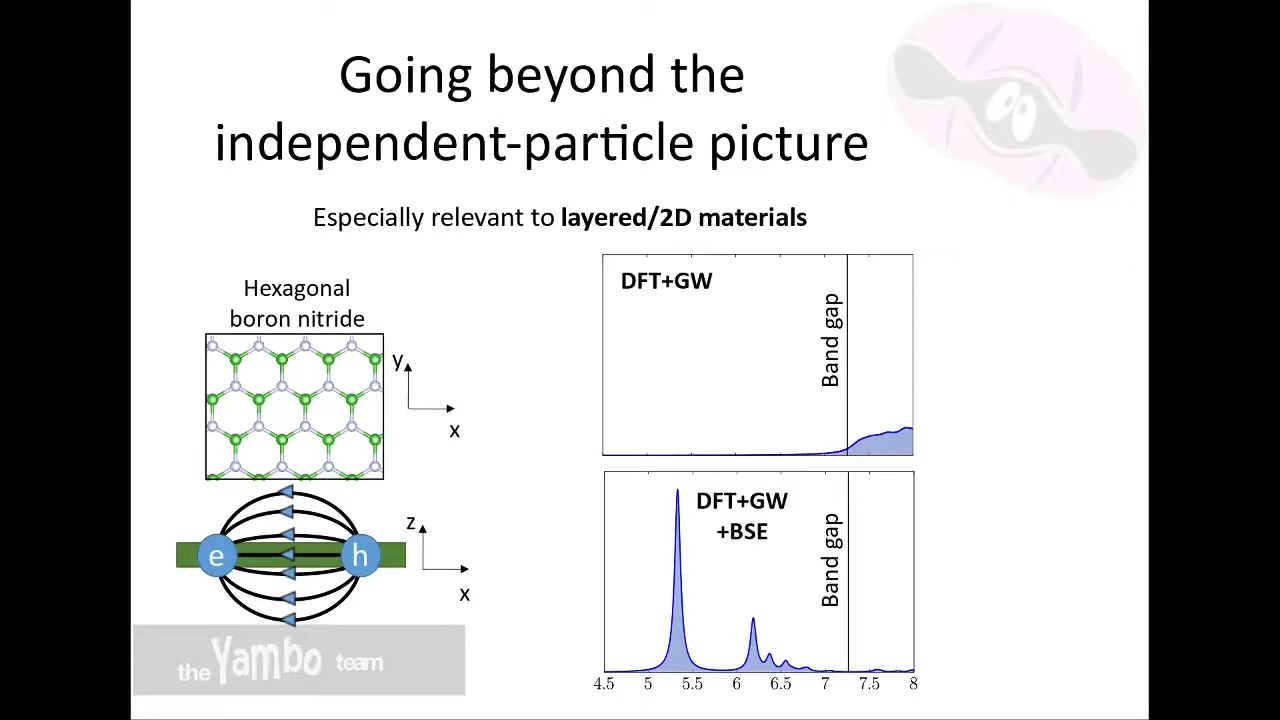 Going beyond the
independent-particle picture
Especially relevant to layered/2D materials
Hexagonal
boron nitride
y
x
e
h
z
x
DFT+GW
Band gap
DFT+GW
+BSE
Band gap
4.5 5 5.5 6 6.5 7 7.5 8
the Yambo team